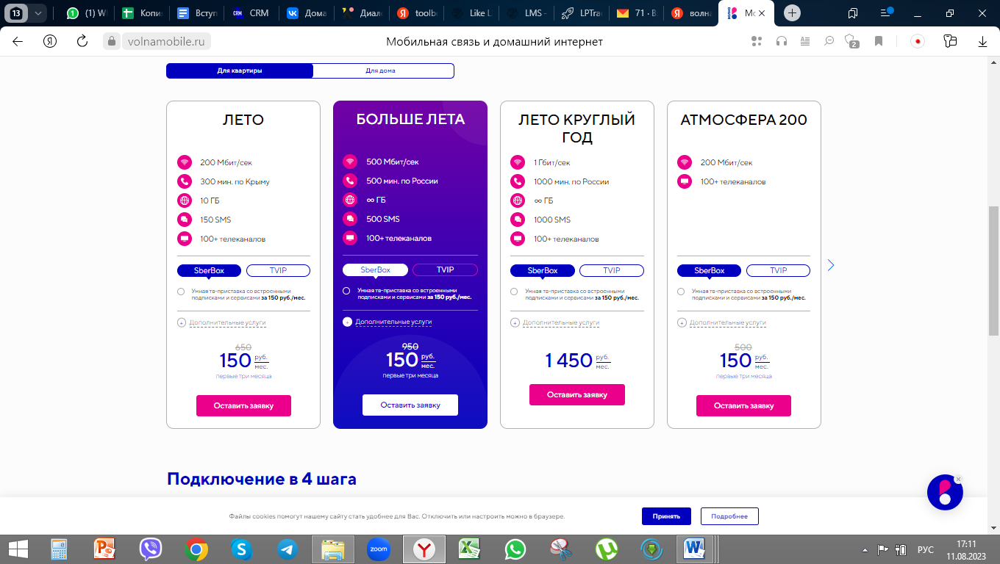 13
(1) W
Копи
Вступ
CRM
CRM
Дома
Диало
toolb
Like L
LMS -
LPTra
71 · В
волн
Мо
volnamobile.ru
Мобильная связь и домашний интернет
2
Для квартиры
Для дома
ЛЕТО
200 Мбит/сек
300 мин. по Крыму
10 ГБ
150 SMS
100+ телеканалов
SberBox
TVIP
Умная тв-приставка со встроенными
подписками и сервисами за 150 руб./мес.
Дополнительные услуги
650
150 руб.
мес.
первые три месяца
Оставить заявку
БОЛЬШЕ ЛЕТА
500 Мбит/сек
500 мин. по России
∞ ГБ
500 SMS
100+ телеканалов
SberBox
TVIP
Умная тв-приставка со встроенными
подписками и сервисами за 150 руб./мес.
Дополнительные услуги
950
150 руб.
мес.
первые три месяца
Оставить заявку
ЛЕТО КРУГЛЫЙ
ГОД
1 Гбит/сек
1000 мин. по России
∞ ГБ
1000 SMS
100+ телеканалов
SberBox
TVIP
Умная тв-приставка со встроенными
подписками и сервисами за 150 руб./мес.
Дополнительные услуги
1 450 руб.
мес.
Оставить заявку
АТМОСФЕРА 200
200 Мбит/сек
100+ телеканалов
SberBox
TVIP
Умная тв-приставка со встроенными
подписками и сервисами за 150 руб./мес.
Дополнительные услуги
500
150 руб.
мес.
первые три месяца
Оставить заявку
Подключение в 4 шага
Файлы cookies помогут нашему сайту стать удобнее для Вас. Отключить или настроить можно в браузере.
Принять
Подробнее
zoom
РУС
17:11
11.08.2023